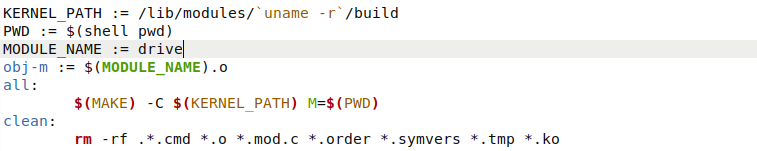 KERNEL_PATH := /lib/modules/`uname -r`/build
PWD := $(shell pwd)
MODULE_NAME := drive
obj-m := $(MODULE_NAME).o
all:
        $(MAKE) -C $(KERNEL_PATH) M=$(PWD)
clean:
        rm -rf .*.cmd *.o *.mod.c *.order *.symvers *.tmp *.ko